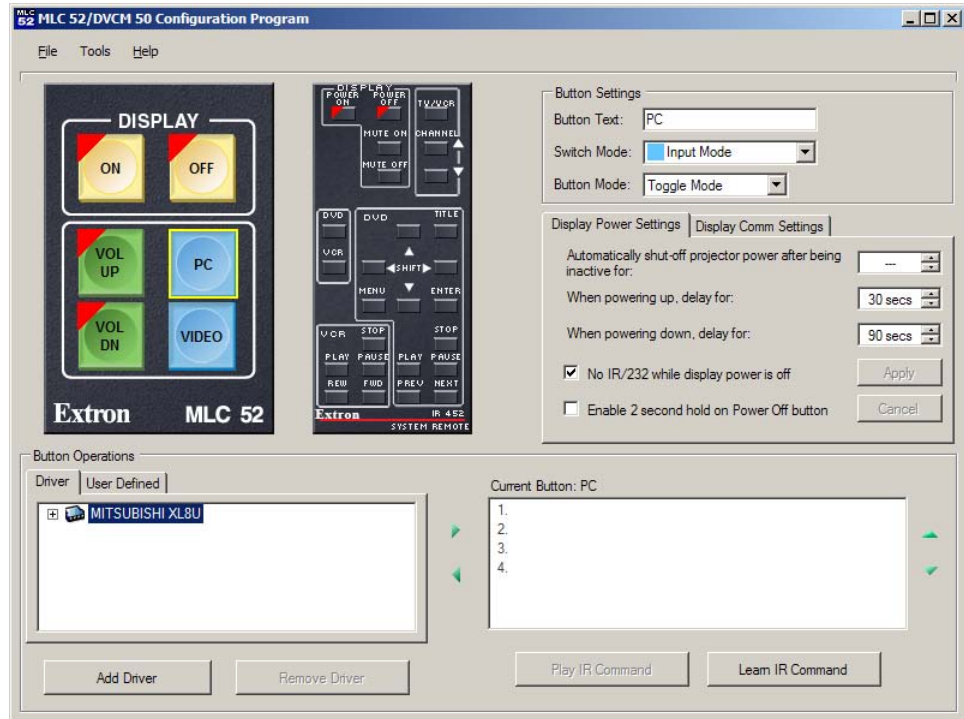 MLC 52 MLC 52/DVCM 50 Configuration Program
File Tools Help
DISPLAY
ON OFF
VOL UP PC
VOL DN VIDEO
Extron MLC 52
DISPLAY
POWER ON POWER OFF TV/VCR
MUTE ON CHANNEL
MUTE OFF
DVD DVD TITLE
VCR
SHIFT
MENU ENTER
VCR STOP STOP
PLAY PAUSE PLAY PAUSE
REW FWD PREV NEXT
Extron IR 452
SYSTEM REMOTE
Button Settings
Button Text: PC
Switch Mode: Input Mode
Button Mode: Toggle Mode
Display Power Settings Display Comm Settings
Automatically shut-off projector power after being
inactive for: ---
When powering up, delay for: 30 secs
When powering down, delay for: 90 secs
No IR/232 while display power is off Apply
Enable 2 second hold on Power Off button Cancel
Button Operations
Driver User Defined
MITSUBISHI XL8U
Current Button: PC
1.
2.
3.
4.
Add Driver Remove Driver Play IR Command Learn IR Command